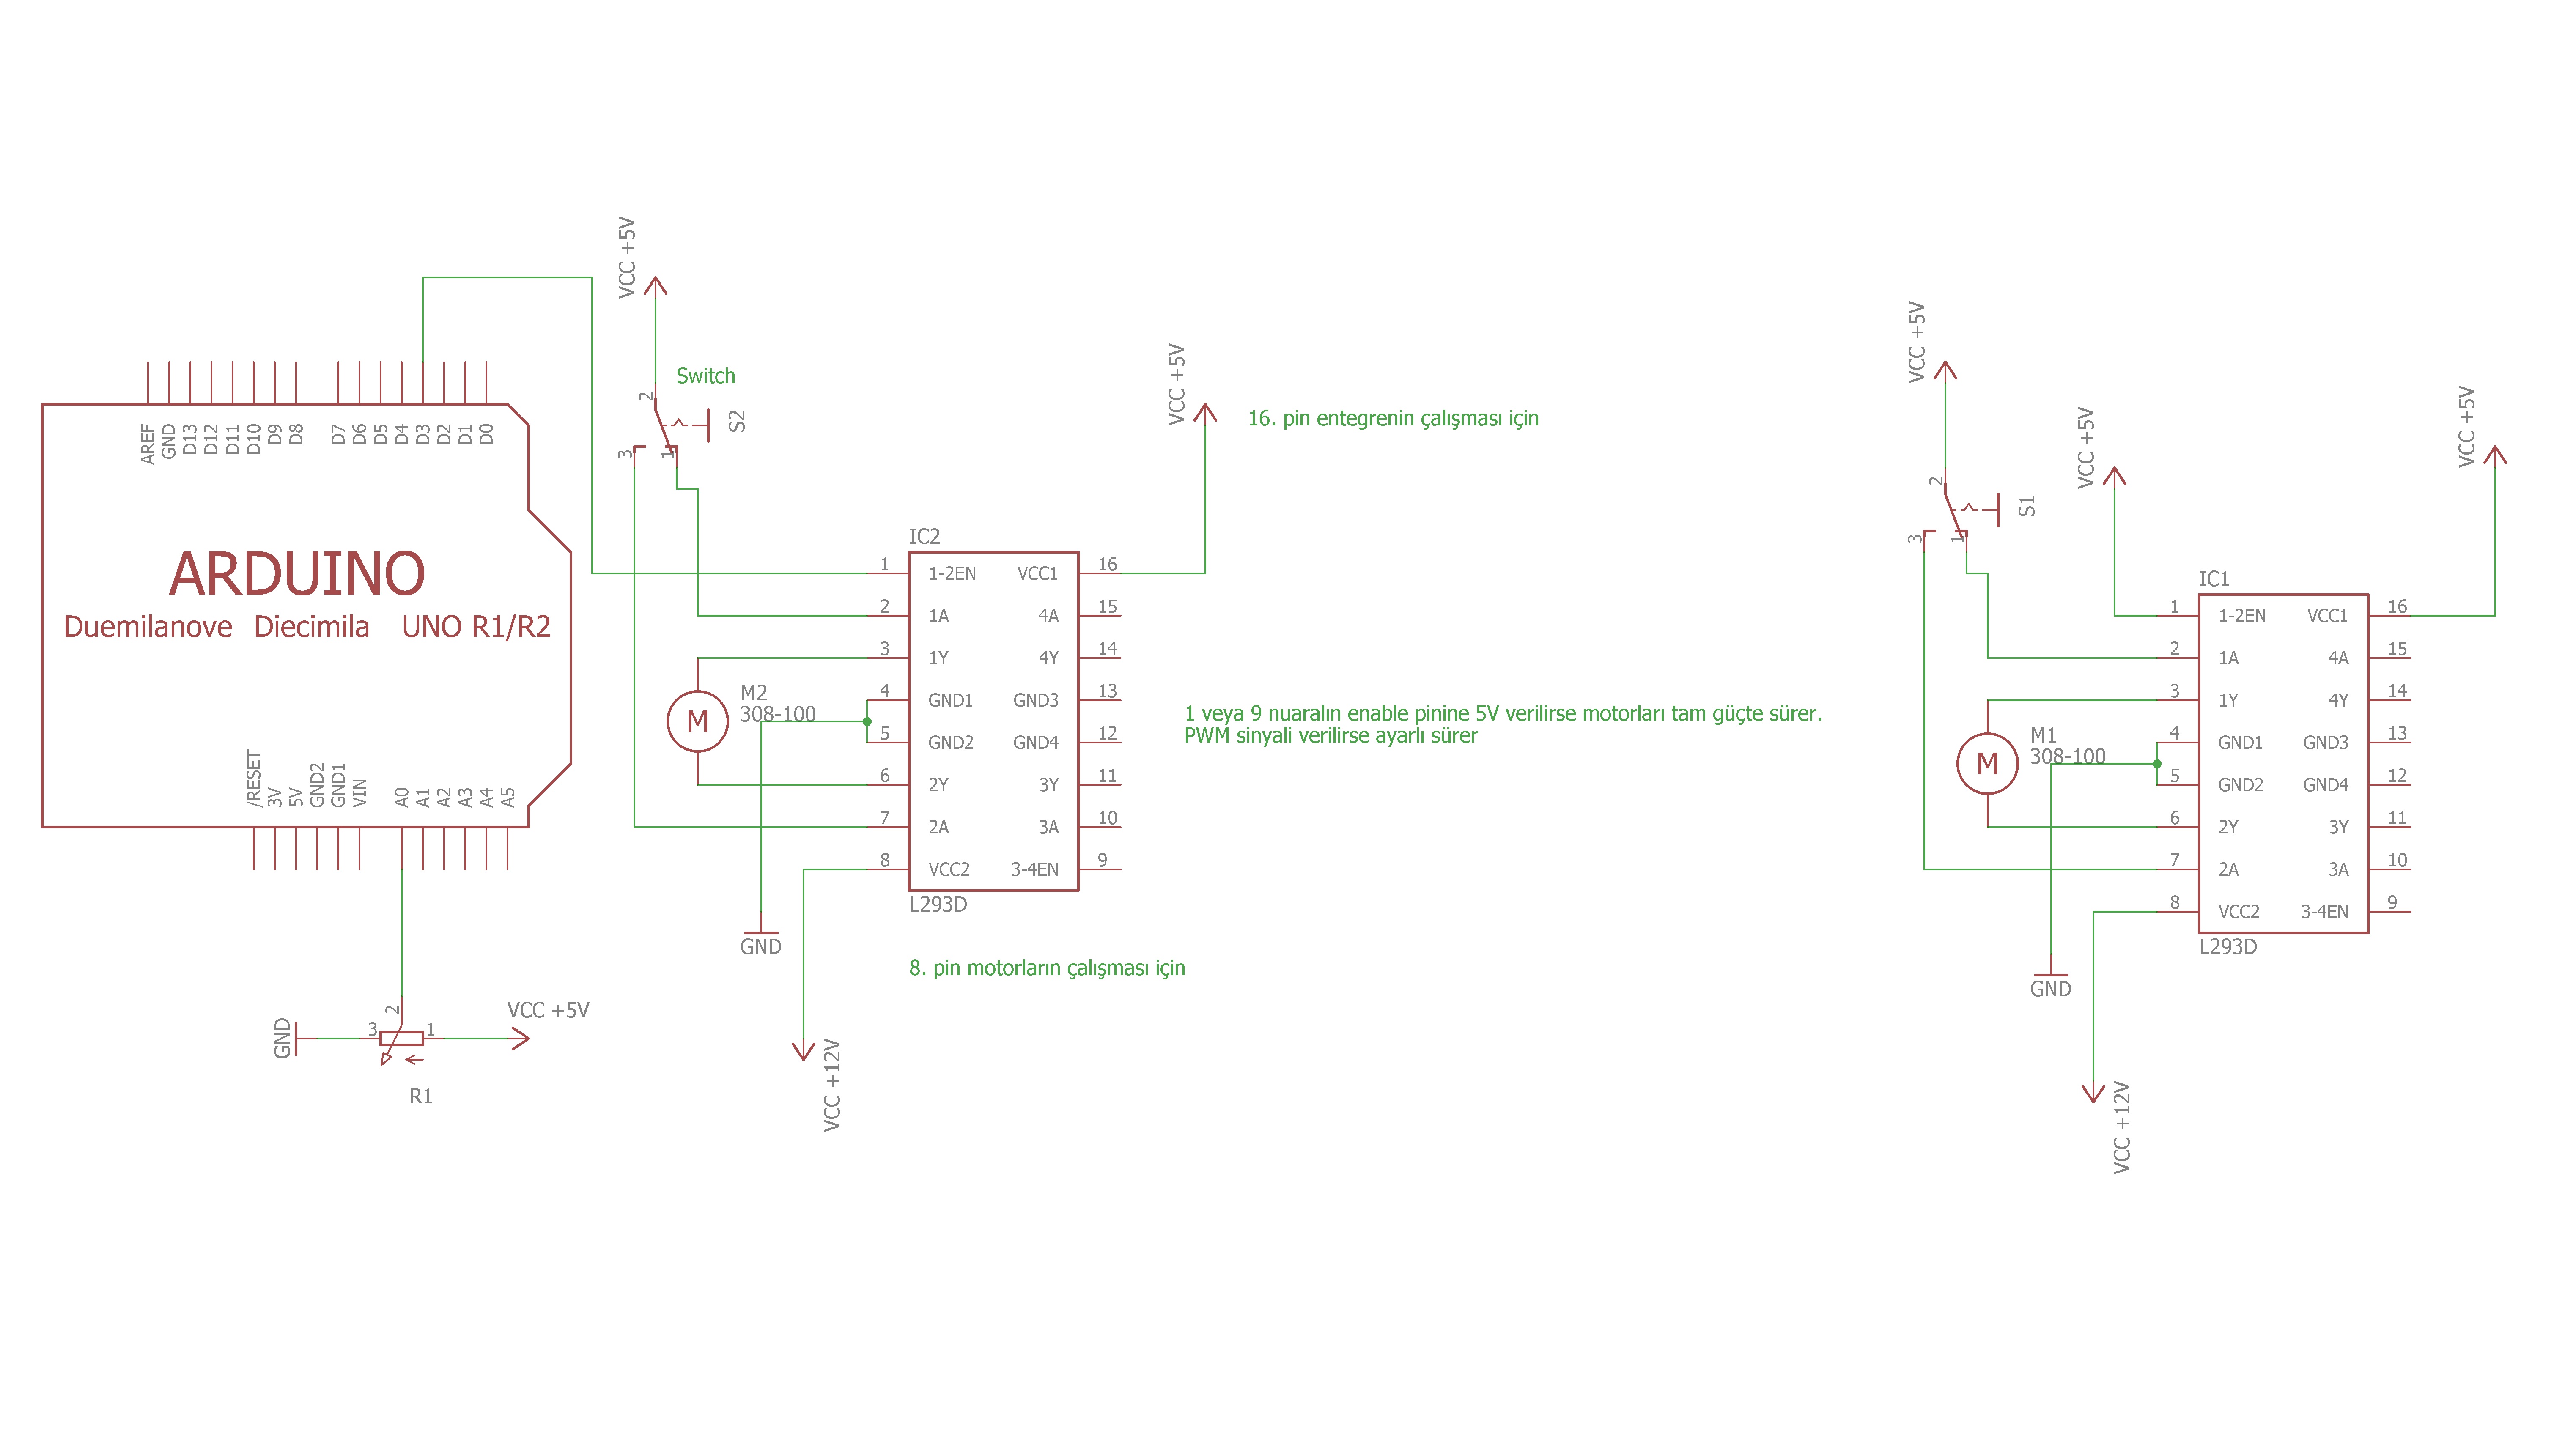 AREF
GND
D13
D12
D11
D10
D9
D8
D7
D6
D5
D4
D3
D2
D1
D0
ARDUINO
Duemilanove Diecimila UNO R1/R2
/RESET
3V
5V
GND2
GND1
VIN
A0
A1
A2
A3
A4
A5
GND
3
2
1
VCC +5V
R1
VCC +5V
Switch
2
S2
3
1
IC2
1 1-2EN VCC1 16
2 1A 4A 15
3 1Y 4Y 14
4 GND1 GND3 13
5 GND2 GND4 12
6 2Y 3Y 11
7 2A 3A 10
8 VCC2 3-4EN 9
L293D
M
M2
308-100
GND
VCC +12V
8. pin motorların çalışması için
VCC +5V
16. pin entegrenin çalışması için
1 veya 9 nuaralın enable pinine 5V verilirse motorları tam güçte sürer.
PWM sinyali verilirse ayarlı sürer
VCC +5V
2
S1
3
1
VCC +5V
VCC +5V
IC1
1 1-2EN VCC1 16
2 1A 4A 15
3 1Y 4Y 14
4 GND1 GND3 13
5 GND2 GND4 12
6 2Y 3Y 11
7 2A 3A 10
8 VCC2 3-4EN 9
L293D
M
M1
308-100
GND
VCC +12V